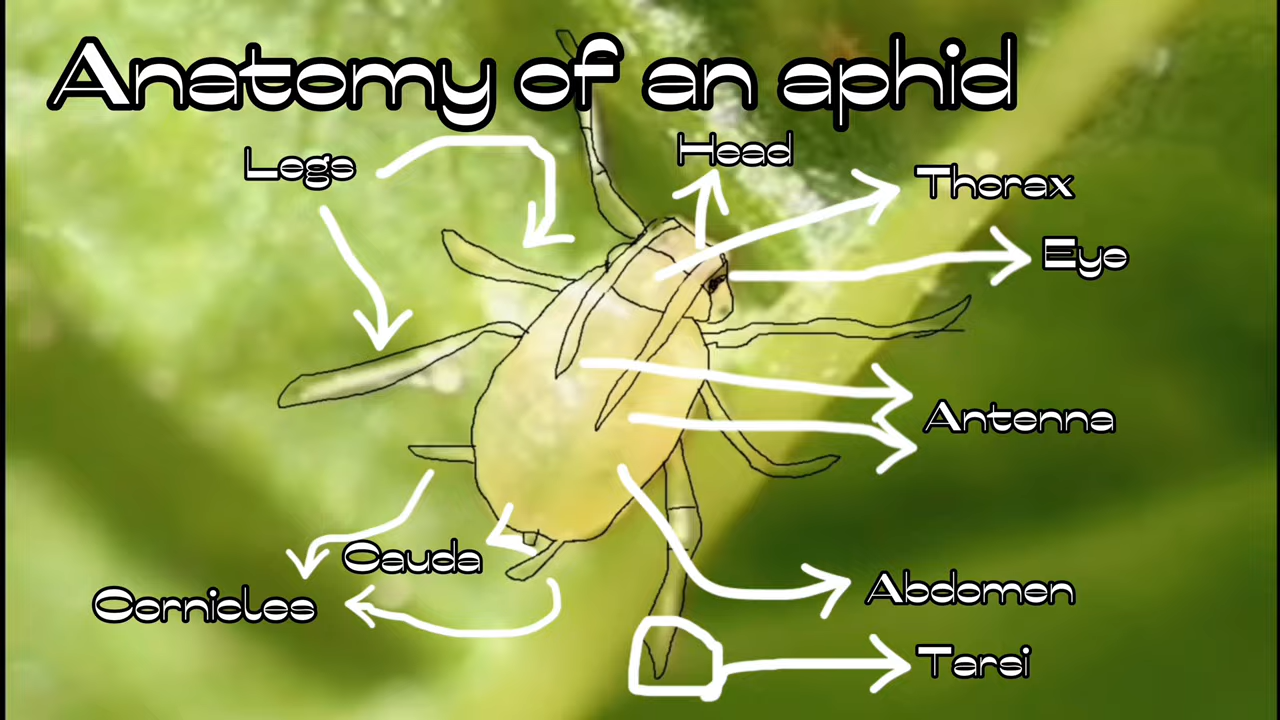 Anatomy of an aphid
Head
Legs
Thorax
Eye
Antenna
Cauda
Abdomen
Cornicles
Tarsi